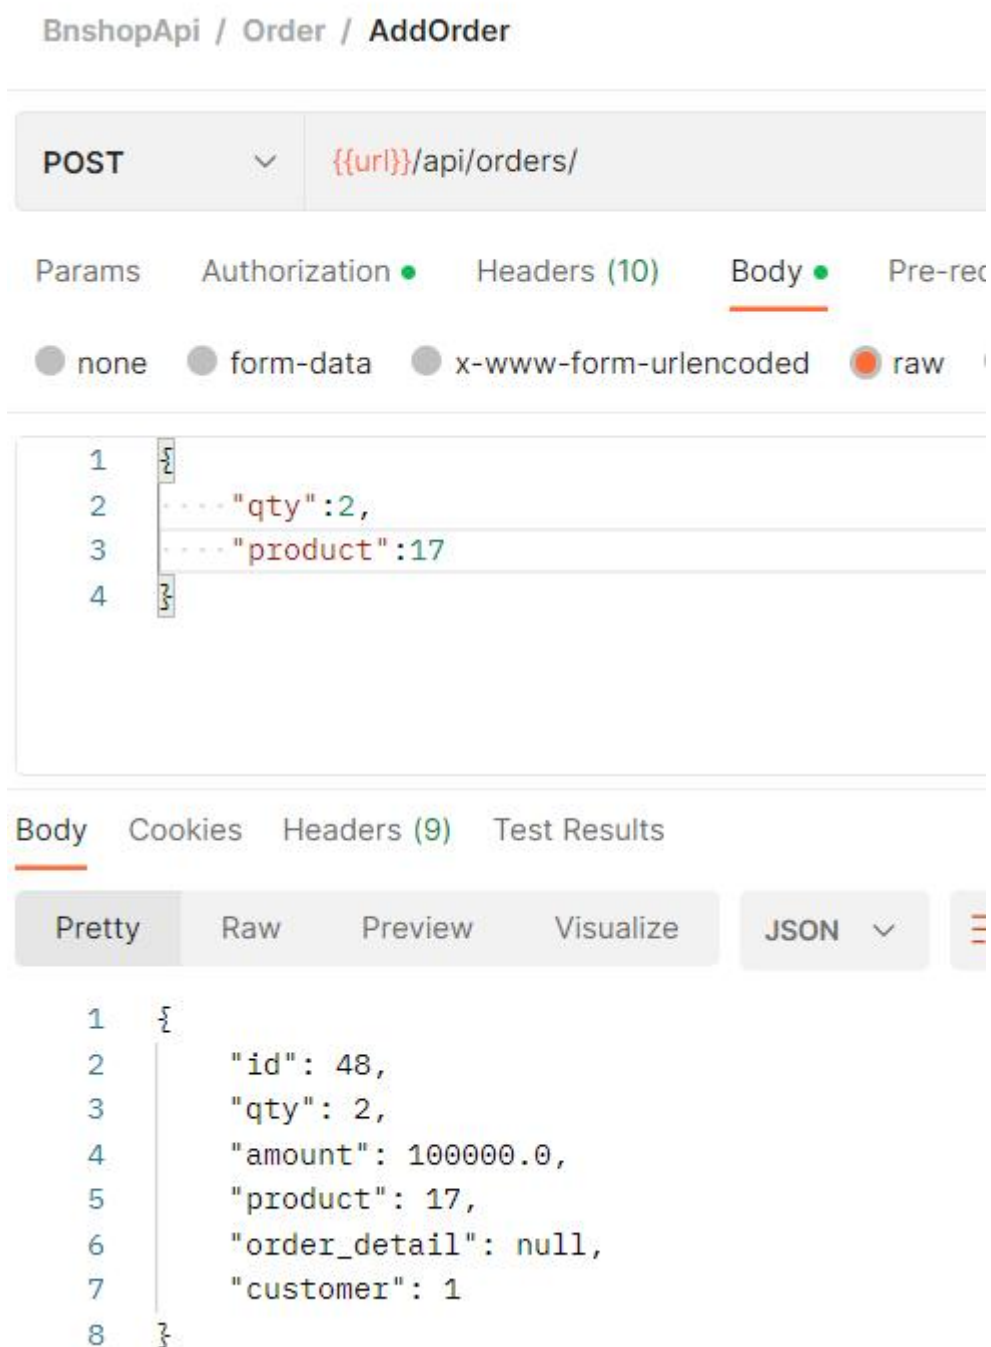 BnshopApi / Order / AddOrder
POST {{url}}/api/orders/
Params Authorization Headers (10) Body
none form-data x-www-form-urlencoded raw
1 {
2 "qty":2,
3 "product":17
4 }
Body Cookies Headers (9) Test Results
Pretty Raw Preview Visualize JSON
1 {
2 "id": 48,
3 "qty": 2,
4 "amount": 100000.0,
5 "product": 17,
6 "order_detail": null,
7 "customer": 1
8 }